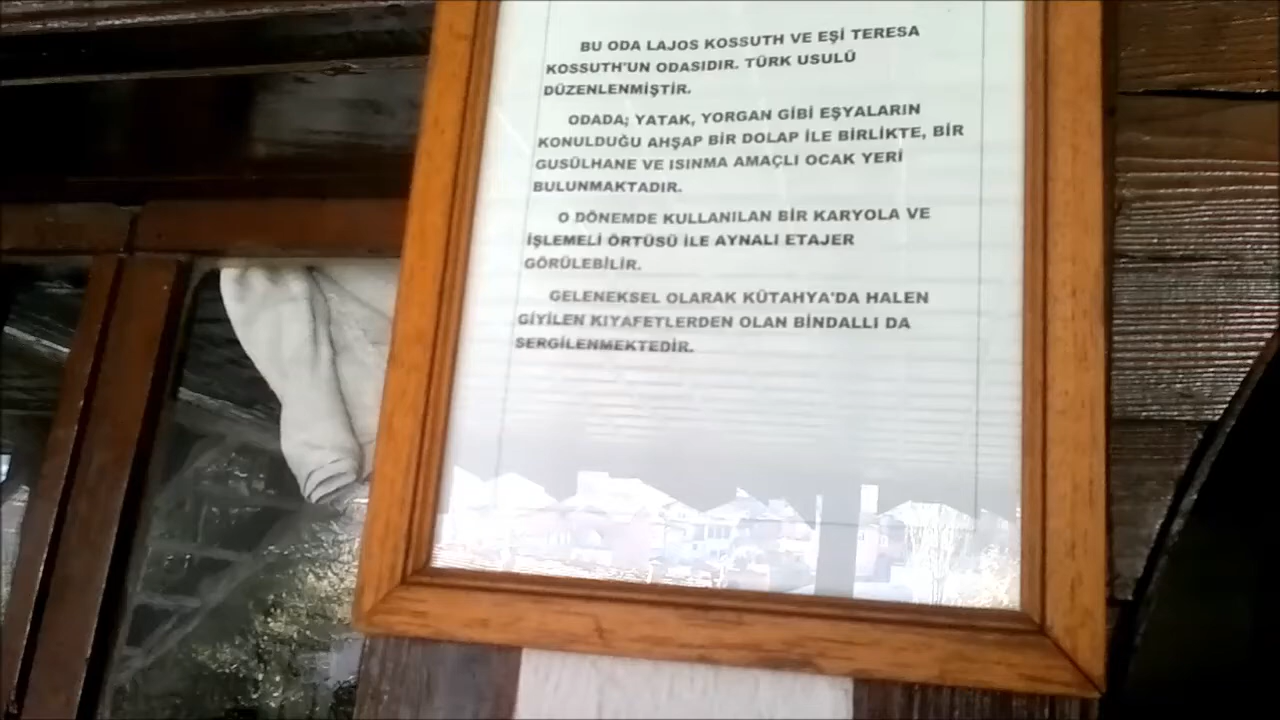 BU ODA LAJOS KOSSUTH VE EŞİ TERESA
KOSSUTH'UN ODASIDIR. TÜRK USULÜ
DÜZENLENMİŞTİR.
ODADA; YATAK, YORGAN GİBİ EŞYALARIN
KONULDUĞU AHŞAP BİR DOLAP İLE BİRLİKTE, BİR
GUSÜLHANE VE ISINMA AMAÇLI OCAK YERİ
BULUNMAKTADIR.
O DÖNEMDE KULLANILAN BİR KARYOLA VE
İŞLEMELİ ÖRTÜSÜ İLE AYNALI ETAJER
GÖRÜLEBİLİR.
GELENEKSEL OLARAK KÜTAHYA'DA HALEN
GİYİLEN KIYAFETLERDEN OLAN BİNDALLI DA
SERGİLENMEKTEDİR.